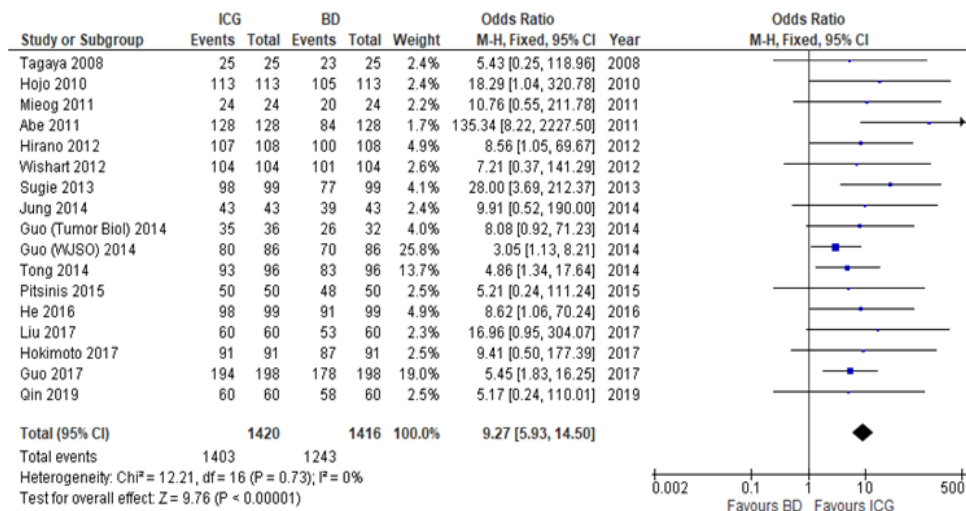 ICG BD Odds Ratio Odds Ratio
Study or Subgroup Events Total Events Total Weight M-H, Fixed, 95% CI Year M-H, Fixed, 95% CI
Tagaya 2008 25 25 23 25 2.4% 5.43 [0.25, 118.96] 2008
Hojo 2010 113 113 105 113 2.4% 18.29 [1.04, 320.78] 2010
Mieog 2011 24 24 20 24 2.2% 10.76 [0.55, 211.78] 2011
Abe 2011 128 128 84 128 1.7% 135.34 [8.22, 2227.50] 2011
Hirano 2012 107 108 100 108 4.9% 8.56 [1.05, 69.67] 2012
Wishart 2012 104 104 101 104 2.5% 7.21 [0.37, 141.29] 2012
Sugie 2013 98 99 77 99 4.1% 28.00 [3.69, 212.37] 2013
Jung 2014 43 43 39 43 2.4% 9.91 [0.52, 190.00] 2014
Guo (Tumor Biol) 2014 35 36 26 32 4.4% 8.08 [0.92, 71.23] 2014
Guo (WJSO) 2014 80 86 70 86 25.8% 3.05 [1.13, 8.21] 2014
Tong 2014 93 96 83 96 13.7% 4.86 [1.34, 17.64] 2014
Pitsinis 2015 50 50 48 50 2.5% 5.21 [0.24, 111.24] 2015
He 2016 98 99 91 99 4.9% 8.62 [1.06, 70.24] 2016
Liu 2017 60 60 53 60 2.3% 16.96 [0.95, 304.07] 2017
Hokimoto 2017 91 91 87 91 2.5% 9.41 [0.50, 177.39] 2017
Guo 2017 194 198 178 198 19.0% 5.45 [1.83, 16.25] 2017
Qin 2019 60 60 58 60 2.5% 5.17 [0.24, 110.01] 2019
Total (95% CI) 1420 1416 100.0% 9.27 [5.93, 14.50]
Total events 1403 1243
Heterogeneity: Chi² = 12.21, df = 16 (P = 0.73); I² = 0%
Test for overall effect: Z = 9.76 (P < 0.00001)
0.002 0.1 1 10 500
Favours BD Favours ICG